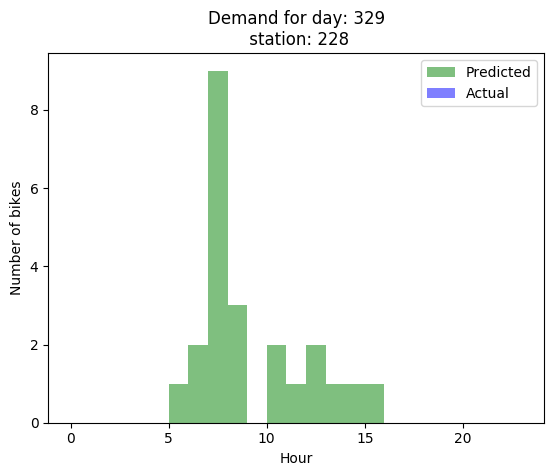 Demand for day: 329
station: 228
Predicted
Actual
Number of bikes
8
6
4
2
0
0
5
10
15
20
Hour